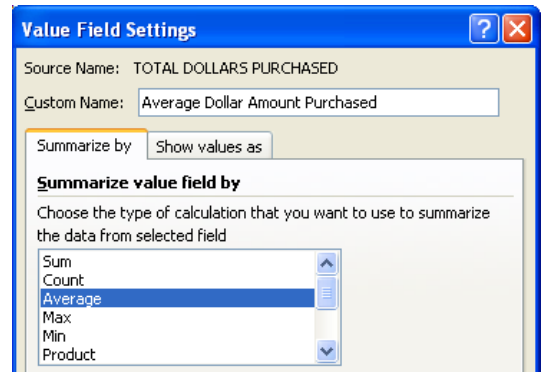 Value Field Settings
Source Name: TOTAL DOLLARS PURCHASED
Custom Name: Average Dollar Amount Purchased
Summarize by Show values as
Summarize value field by
Choose the type of calculation that you want to use to summarize
the data from selected field
Sum
Count
Average
Max
Min
Product